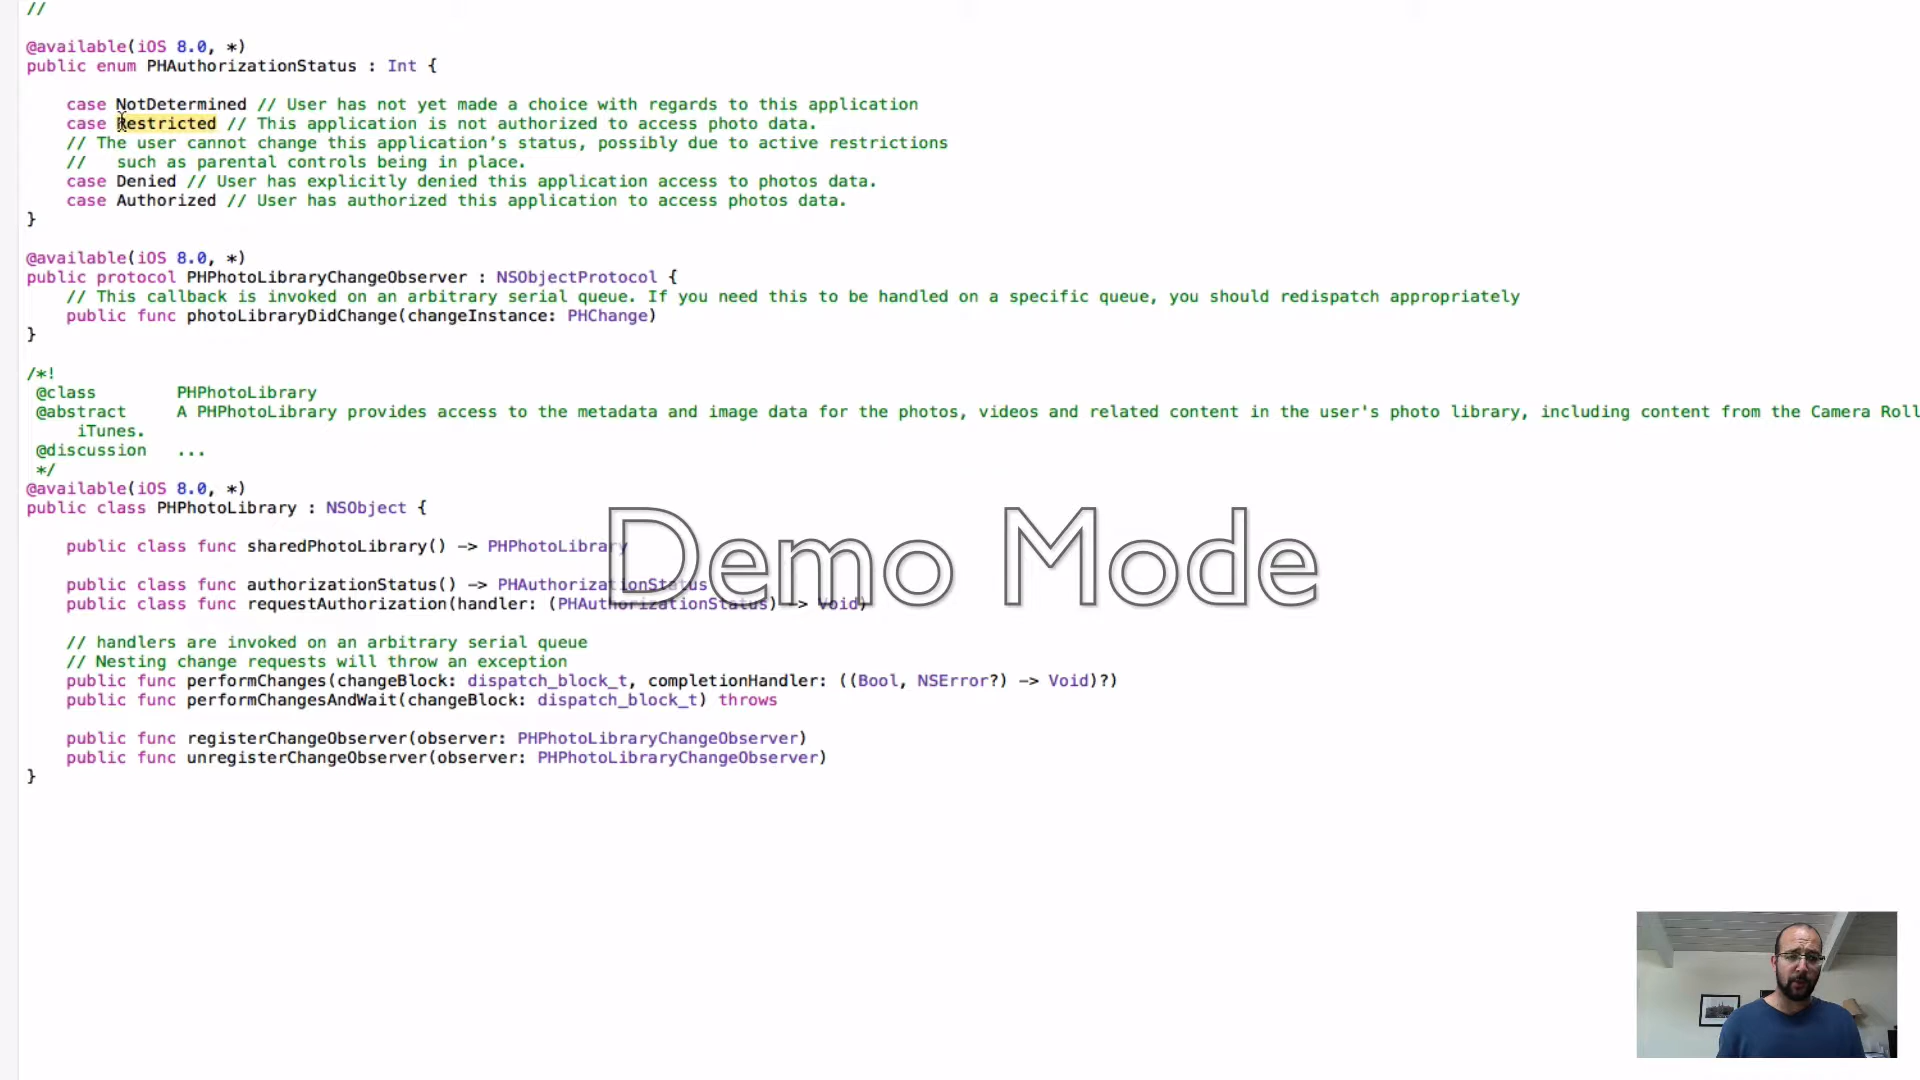 //
@available(iOS 8.0, *)
public enum PHAuthorizationStatus : Int {
case NotDetermined // User has not yet made a choice with regards to this application
case Restricted // This application is not authorized to access photo data.
// The user cannot change this application’s status, possibly due to active restrictions
// such as parental controls being in place.
case Denied // User has explicitly denied this application access to photos data.
case Authorized // User has authorized this application to access photos data.
}
@available(iOS 8.0, *)
public protocol PHPhotoLibraryChangeObserver : NSObjectProtocol {
// This callback is invoked on an arbitrary serial queue. If you need this to be handled on a specific queue, you should redispatch appropriately
public func photoLibraryDidChange(changeInstance: PHChange)
}
/*!
@class PHPhotoLibrary
@abstract A PHPhotoLibrary provides access to the metadata and image data for the photos, videos and related content in the user's photo library, including content from the Camera Roll
iTunes.
@discussion ...
*/
@available(iOS 8.0, *)
public class PHPhotoLibrary : NSObject {
public class func sharedPhotoLibrary() -> PHPhotoLibrary
public class func authorizationStatus() -> PHAuthorizationStatus
public class func requestAuthorization(handler: (PHAuthorizationStatus) -> Void)
Demo Mode
// handlers are invoked on an arbitrary serial queue
// Nesting change requests will throw an exception
public func performChanges(changeBlock: dispatch_block_t, completionHandler: ((Bool, NSError?) -> Void)?)
public func performChangesAndWait(changeBlock: dispatch_block_t) throws
public func registerChangeObserver(observer: PHPhotoLibraryChangeObserver)
public func unregisterChangeObserver(observer: PHPhotoLibraryChangeObserver)
}